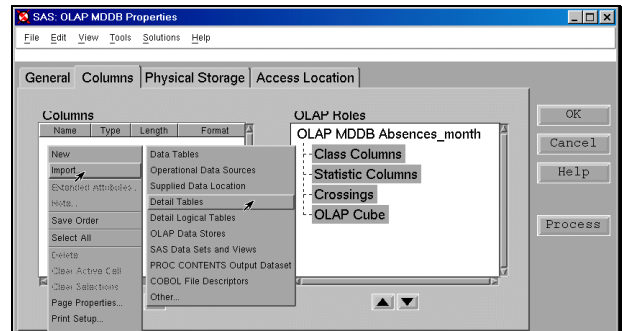 SAS: OLAP MDDB Properties
File Edit View Tools Solutions Help
General Columns Physical Storage Access Location
Columns
Name Type Length Format
New
Import...
Extended Attributes...
Note...
Save Order
Select All
Delete
Clear Active Cell
Clear Selections
Page Properties...
Print Setup...
Data Tables
Operational Data Sources
Supplied Data Location
Detail Tables
Detail Logical Tables
OLAP Data Stores
SAS Data Sets and Views
PROC CONTENTS Output Dataset
COBOL File Descriptors
Other...
OLAP Roles
OLAP MDDB Absences_month
Class Columns
Statistic Columns
Crossings
OLAP Cube
OK
Cancel
Help
Process